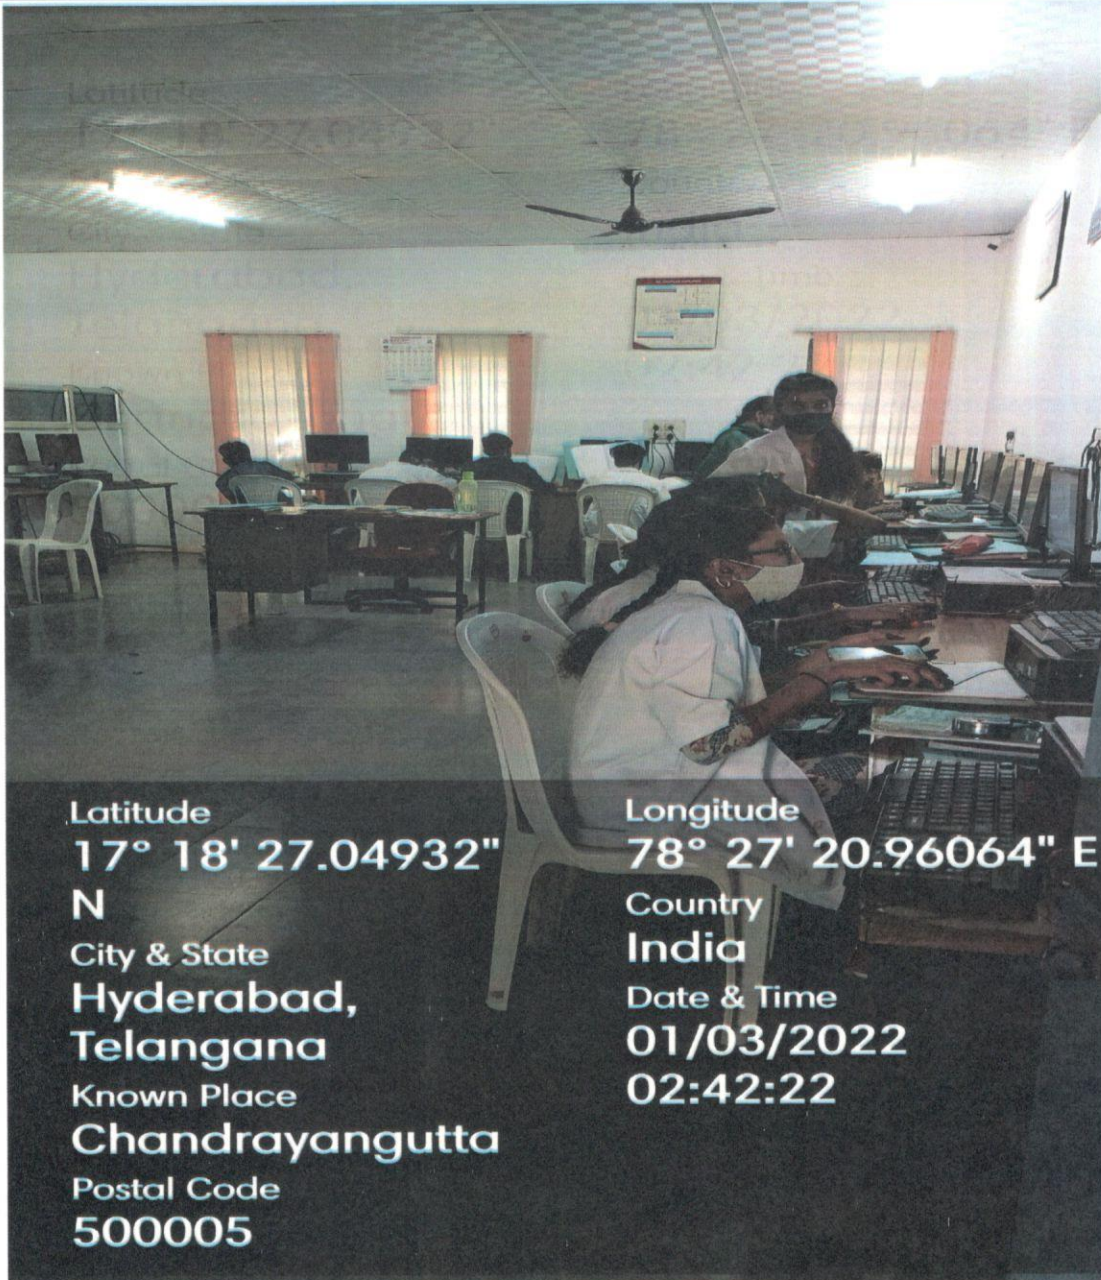 Latitude
17° 18' 27.04932"
N
City & State
Hyderabad,
Telangana
Known Place
Chandrayangutta
Postal Code
500005
Longitude
78° 27' 20.96064" E
Country
India
Date & Time
01/03/2022
02:42:22